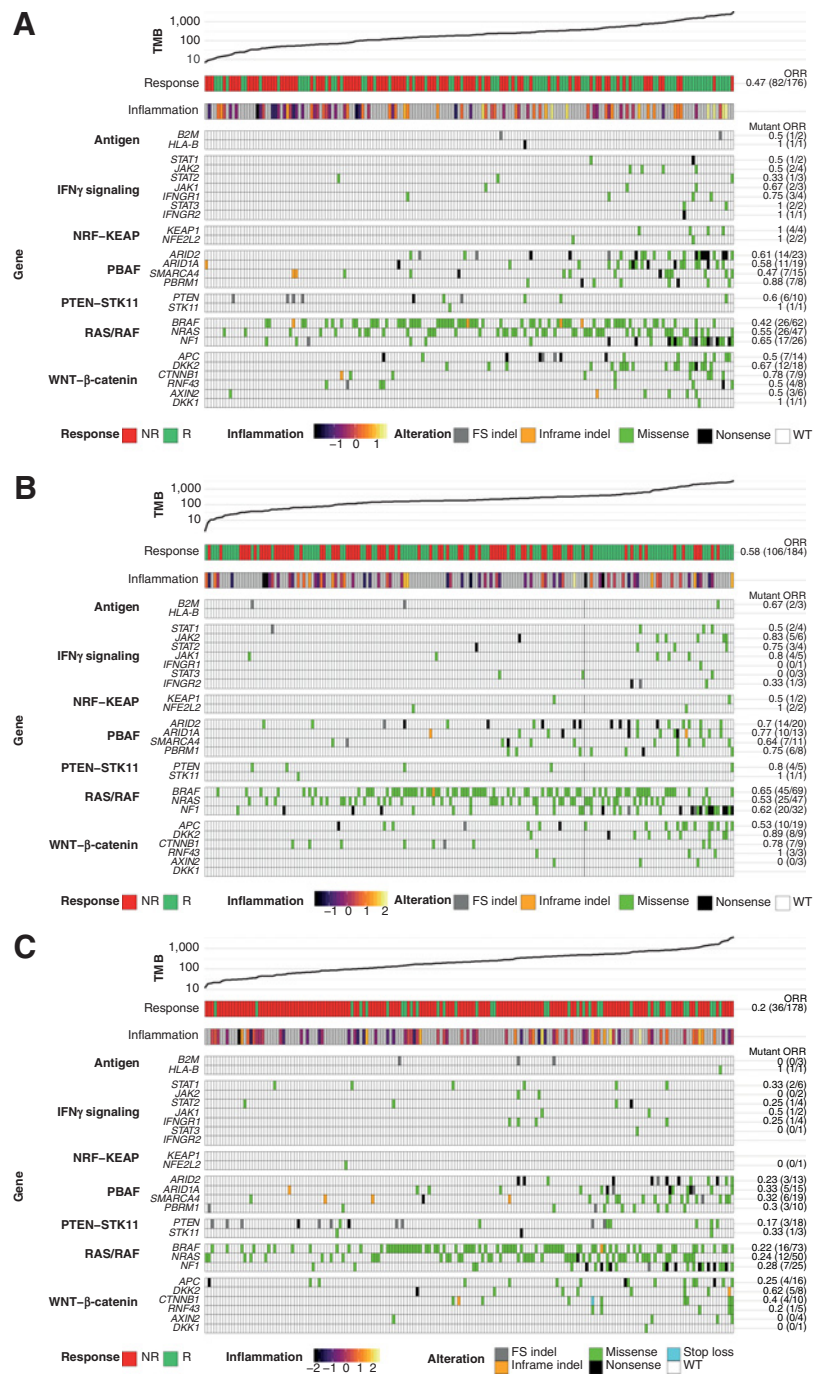 A
TMB
1,000
100
10
ORR
Response 0.47 (82/176)
Inflammation
Mutant ORR
Gene
Antigen
B2M 0.5 (1/2)
HLA-B 1 (1/1)
IFNγ signaling
STAT1 0.5 (1/2)
JAK2 0.5 (2/4)
STAT2 0.33 (1/3)
JAK1 0.67 (2/3)
IFNGR1 0.75 (3/4)
STAT3 1 (2/2)
IFNGR2 1 (1/1)
NRF−KEAP
KEAP1 1 (4/4)
NFE2L2 1 (2/2)
PBAF
ARID2 0.61 (14/23)
ARID1A 0.58 (11/19)
SMARCA4 0.47 (7/15)
PBRM1 0.88 (7/8)
PTEN−STK11
PTEN 0.6 (6/10)
STK11 1 (1/1)
RAS/RAF
BRAF 0.42 (26/62)
NRAS 0.55 (26/47)
NF1 0.65 (17/26)
WNT−β-catenin
APC 0.5 (7/14)
DKK2 0.67 (12/18)
CTNNB1 0.78 (7/9)
RNF43 0.5 (4/8)
AXIN2 0.5 (3/6)
DKK1 1 (1/1)
Response NR R Inflammation −1 0 1 Alteration FS indel Inframe indel Missense Nonsense WT
B
TMB
1,000
100
10
ORR
Response 0.58 (106/184)
Inflammation
Mutant ORR
Gene
Antigen
B2M 0.67 (2/3)
HLA-B
IFNγ signaling
STAT1 0.5 (2/4)
JAK2 0.83 (5/6)
STAT2 0.75 (3/4)
JAK1 0.8 (4/5)
IFNGR1 0 (0/1)
STAT3 0 (0/3)
IFNGR2 0.33 (1/3)
NRF−KEAP
KEAP1 0.5 (1/2)
NFE2L2 1 (2/2)
PBAF
ARID2 0.7 (14/20)
ARID1A 0.77 (10/13)
SMARCA4 0.64 (7/11)
PBRM1 0.75 (6/8)
PTEN−STK11
PTEN 0.8 (4/5)
STK11 1 (1/1)
RAS/RAF
BRAF 0.65 (45/69)
NRAS 0.53 (25/47)
NF1 0.62 (20/32)
WNT−β-catenin
APC 0.53 (10/19)
DKK2 0.89 (8/9)
CTNNB1 0.78 (7/9)
RNF43 1 (3/3)
AXIN2 0 (0/3)
DKK1
Response NR R Inflammation −1 0 1 2 Alteration FS indel Inframe indel Missense Nonsense WT
C
TMB
1,000
100
10
ORR
Response 0.2 (36/178)
Inflammation
Mutant ORR
Gene
Antigen
B2M 0 (0/3)
HLA-B 1 (1/1)
IFNγ signaling
STAT1 0.33 (2/6)
JAK2 0 (0/2)
STAT2 0.25 (1/4)
JAK1 0.5 (1/2)
IFNGR1 0.25 (1/4)
STAT3 0 (0/1)
IFNGR2
NRF−KEAP
KEAP1
NFE2L2 0 (0/1)
PBAF
ARID2 0.23 (3/13)
ARID1A 0.33 (5/15)
SMARCA4 0.32 (6/19)
PBRM1 0.3 (3/10)
PTEN−STK11
PTEN 0.17 (3/18)
STK11 0.33 (1/3)
RAS/RAF
BRAF 0.22 (16/73)
NRAS 0.24 (12/50)
NF1 0.28 (7/25)
WNT−β-catenin
APC 0.25 (4/16)
DKK2 0.62 (5/8)
CTNNB1 0.4 (4/10)
RNF43 0.2 (1/5)
AXIN2 0 (0/4)
DKK1 0 (0/1)
Response NR R Inflammation −2 −1 0 1 2 Alteration
FS indel Missense Stop loss
Inframe indel Nonsense WT